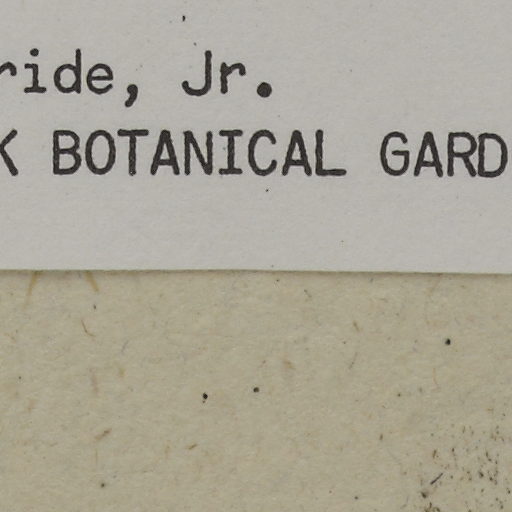 ride, Jr.
K BOTANICAL GARD